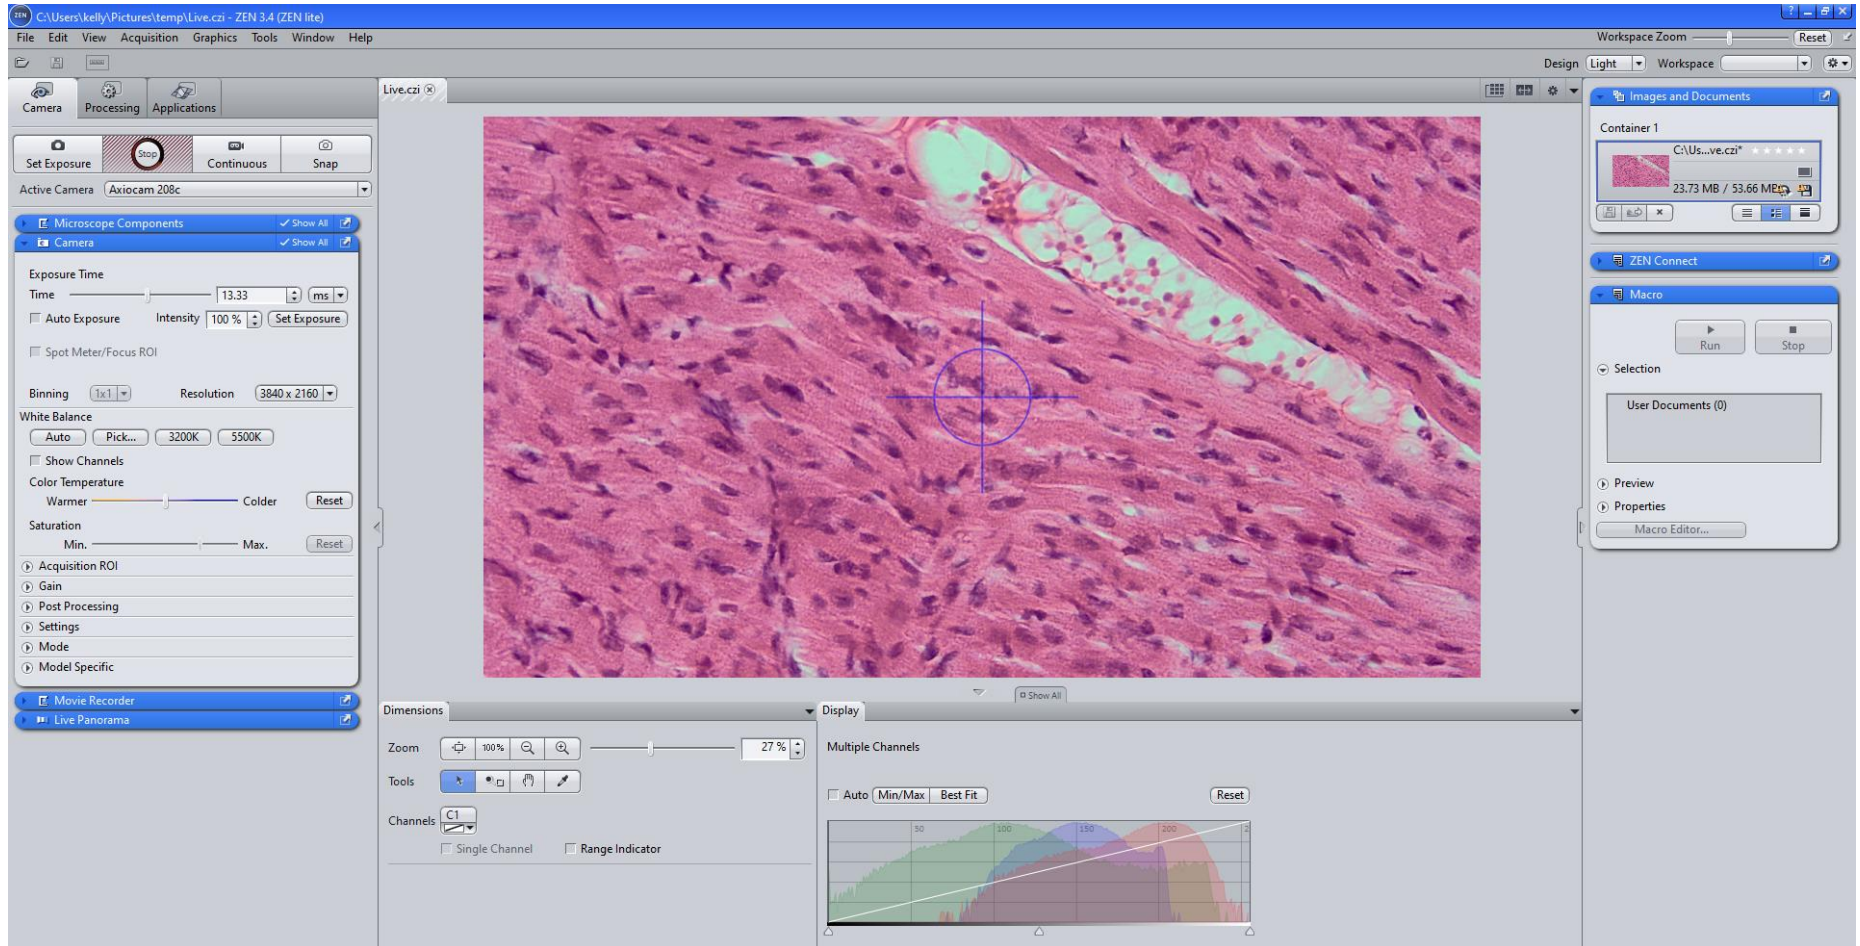 ZEN C:\Users\kelly\Pictures\temp\Live.czi - ZEN 3.4 (ZEN lite)
File Edit View Acquisition Graphics Tools Window Help
Workspace Zoom Reset
Design Light Workspace
Camera Processing Applications
Set Exposure Stop Continuous Snap
Active Camera Axiocam 208c
Microscope Components Show All
Camera Show All
Exposure Time
Time 13.33 ms
Auto Exposure Intensity 100 % Set Exposure
Spot Meter/Focus ROI
Binning 1x1 Resolution 3840 x 2160
White Balance
Auto Pick... 3200K 5500K
Show Channels
Color Temperature
Warmer Colder Reset
Saturation
Min. Max. Reset
Acquisition ROI
Gain
Post Processing
Settings
Mode
Model Specific
Movie Recorder
Live Panorama
Live.czi
Show All
Dimensions
Zoom 100% 27 %
Tools
Channels C1
Single Channel Range Indicator
Display
Multiple Channels
Auto Min/Max Best Fit Reset
50 100 150 200 2
Images and Documents
Container 1
C:\Us...ve.czi*
23.73 MB / 53.66 MB
ZEN Connect
Macro
Run Stop
Selection
User Documents (0)
Preview
Properties
Macro Editor...